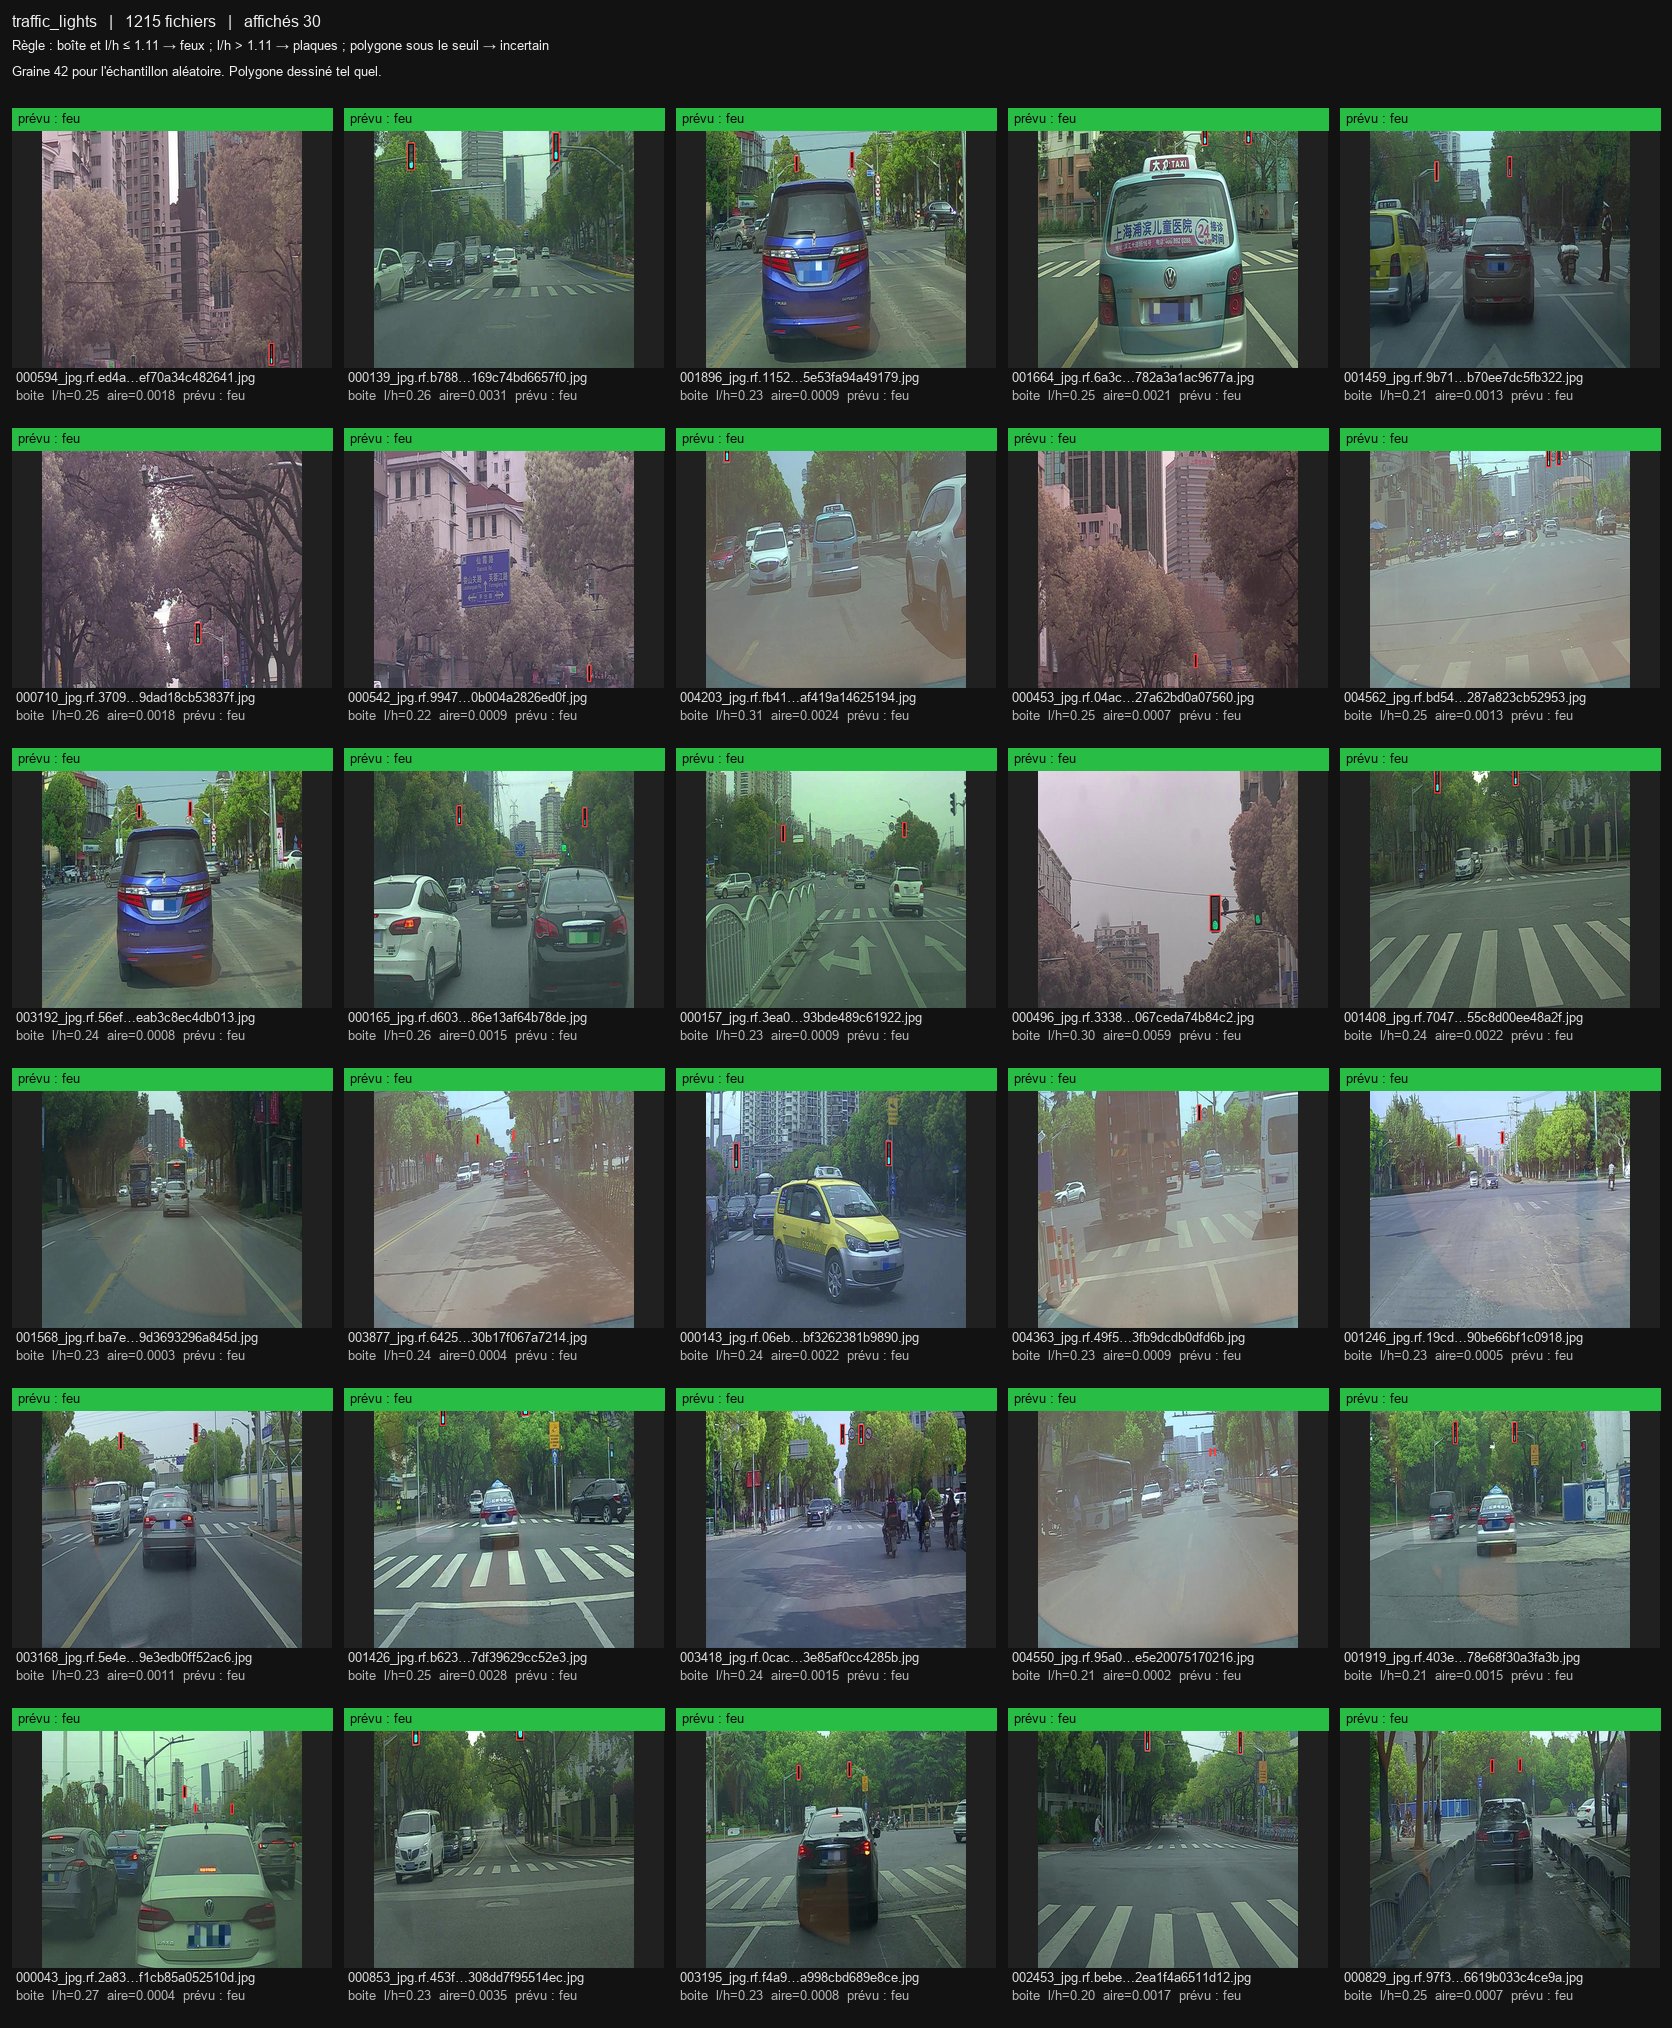 traffic_lights | 1215 fichiers | affichés 30
Règle : boîte et l/h ≤ 1.11 → feux ; l/h > 1.11 → plaques ; polygone sous le seuil → incertain
Graine 42 pour l'échantillon aléatoire. Polygone dessiné tel quel.
prévu : feu
prévu : feu
prévu : feu
prévu : feu
prévu : feu
TAXI
上海
儿童医院
24
000594_jpg.rf.ed4a...ef70a34c482641.jpg
boite l/h=0.25 aire=0.0018 prévu : feu
000139_jpg.rf.b788...169c74bd6657f0.jpg
boite l/h=0.26 aire=0.0031 prévu : feu
001896_jpg.rf.1152...5e53fa94a49179.jpg
boite l/h=0.23 aire=0.0009 prévu : feu
001664_jpg.rf.6a3c...782a3a1ac9677a.jpg
boite l/h=0.25 aire=0.0021 prévu : feu
001459_jpg.rf.9b71...b70ee7dc5fb322.jpg
boite l/h=0.21 aire=0.0013 prévu : feu
prévu : feu
prévu : feu
prévu : feu
prévu : feu
prévu : feu
000710_jpg.rf.3709...9dad18cb53837f.jpg
boite l/h=0.26 aire=0.0018 prévu : feu
000542_jpg.rf.9947...0b004a2826ed0f.jpg
boite l/h=0.22 aire=0.0009 prévu : feu
004203_jpg.rf.fb41...af419a14625194.jpg
boite l/h=0.31 aire=0.0024 prévu : feu
000453_jpg.rf.04ac...27a62bd0a07560.jpg
boite l/h=0.25 aire=0.0007 prévu : feu
004562_jpg.rf.bd54...287a823cb52953.jpg
boite l/h=0.25 aire=0.0013 prévu : feu
prévu : feu
prévu : feu
prévu : feu
prévu : feu
prévu : feu
003192_jpg.rf.56ef...eab3c8ec4db013.jpg
boite l/h=0.24 aire=0.0008 prévu : feu
000165_jpg.rf.d603...86e13af64b78de.jpg
boite l/h=0.26 aire=0.0015 prévu : feu
000157_jpg.rf.3ea0...93bde489c61922.jpg
boite l/h=0.23 aire=0.0009 prévu : feu
000496_jpg.rf.3338...067ceda74b84c2.jpg
boite l/h=0.30 aire=0.0059 prévu : feu
001408_jpg.rf.7047...55c8d00ee48a2f.jpg
boite l/h=0.24 aire=0.0022 prévu : feu
prévu : feu
prévu : feu
prévu : feu
prévu : feu
prévu : feu
001568_jpg.rf.ba7e...9d3693296a845d.jpg
boite l/h=0.23 aire=0.0003 prévu : feu
003877_jpg.rf.6425...30b17f067a7214.jpg
boite l/h=0.24 aire=0.0004 prévu : feu
000143_jpg.rf.06eb...bf3262381b9890.jpg
boite l/h=0.24 aire=0.0022 prévu : feu
004363_jpg.rf.49f5...3fb9dcdb0dfd6b.jpg
boite l/h=0.23 aire=0.0009 prévu : feu
001246_jpg.rf.19cd...90be66bf1c0918.jpg
boite l/h=0.23 aire=0.0005 prévu : feu
prévu : feu
prévu : feu
prévu : feu
prévu : feu
prévu : feu
003168_jpg.rf.5e4e...9e3edb0ff52ac6.jpg
boite l/h=0.23 aire=0.0011 prévu : feu
001426_jpg.rf.b623...7df39629cc52e3.jpg
boite l/h=0.25 aire=0.0028 prévu : feu
003418_jpg.rf.0cac...3e85af0cc4285b.jpg
boite l/h=0.24 aire=0.0015 prévu : feu
004550_jpg.rf.95a0...e5e20075170216.jpg
boite l/h=0.21 aire=0.0002 prévu : feu
001919_jpg.rf.403e...78e68f30a3fa3b.jpg
boite l/h=0.21 aire=0.0015 prévu : feu
prévu : feu
prévu : feu
prévu : feu
prévu : feu
prévu : feu
000043_jpg.rf.2a83...f1cb85a052510d.jpg
boite l/h=0.27 aire=0.0004 prévu : feu
000853_jpg.rf.453f...308dd7f95514ec.jpg
boite l/h=0.23 aire=0.0035 prévu : feu
003195_jpg.rf.f4a9...a998cbd689e8ce.jpg
boite l/h=0.23 aire=0.0008 prévu : feu
002453_jpg.rf.bebe...2ea1f4a6511d12.jpg
boite l/h=0.20 aire=0.0017 prévu : feu
000829_jpg.rf.97f3...6619b033c4ce9a.jpg
boite l/h=0.25 aire=0.0007 prévu : feu